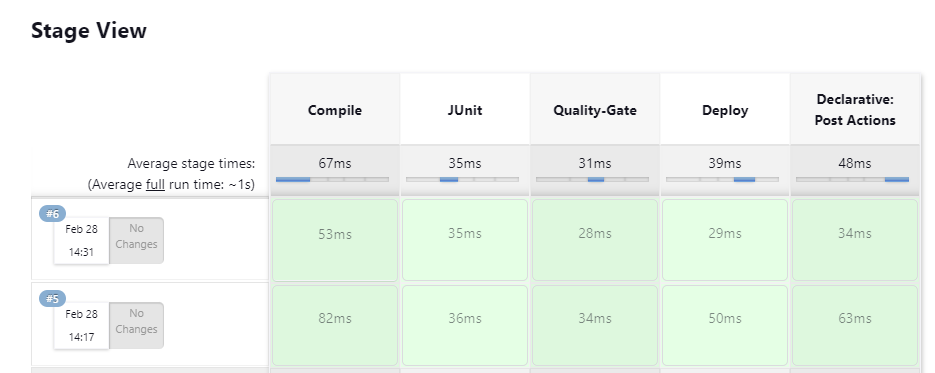 Stage View
Compile
JUnit
Quality-Gate
Deploy
Declarative:
Post Actions
Average stage times:
(Average full run time: ~1s)
67ms
35ms
31ms
39ms
48ms
#6
Feb 28
14:31
No
Changes
53ms
35ms
28ms
29ms
34ms
#5
Feb 28
14:17
No
Changes
82ms
36ms
34ms
50ms
63ms